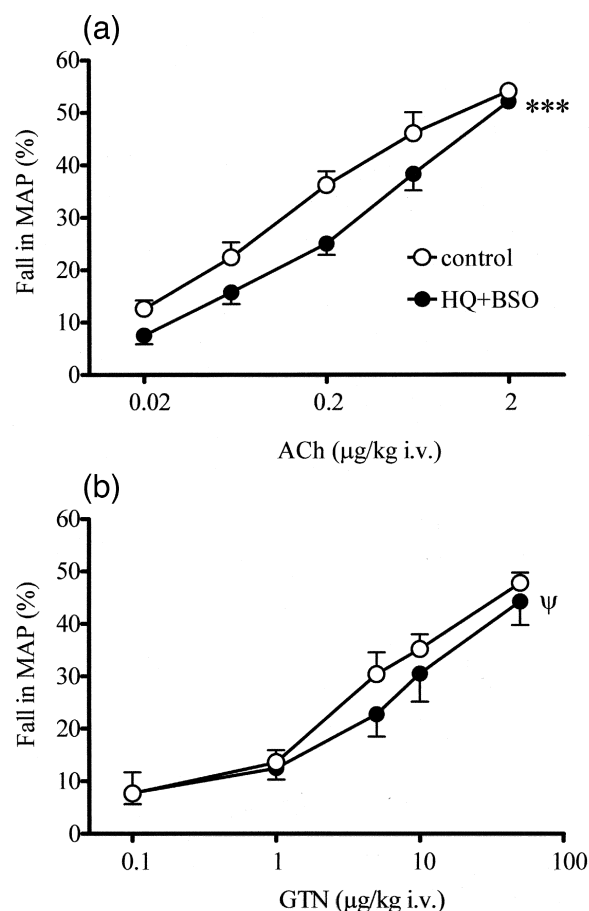 (a)
60
50
40
30
20
10
0
Fall in MAP (%)
***
control
HQ+BSO
0.02 0.2 2
ACh (μg/kg i.v.)
(b)
60
50
40
30
20
10
0
Fall in MAP (%)
ψ
0.1 1 10 100
GTN (μg/kg i.v.)